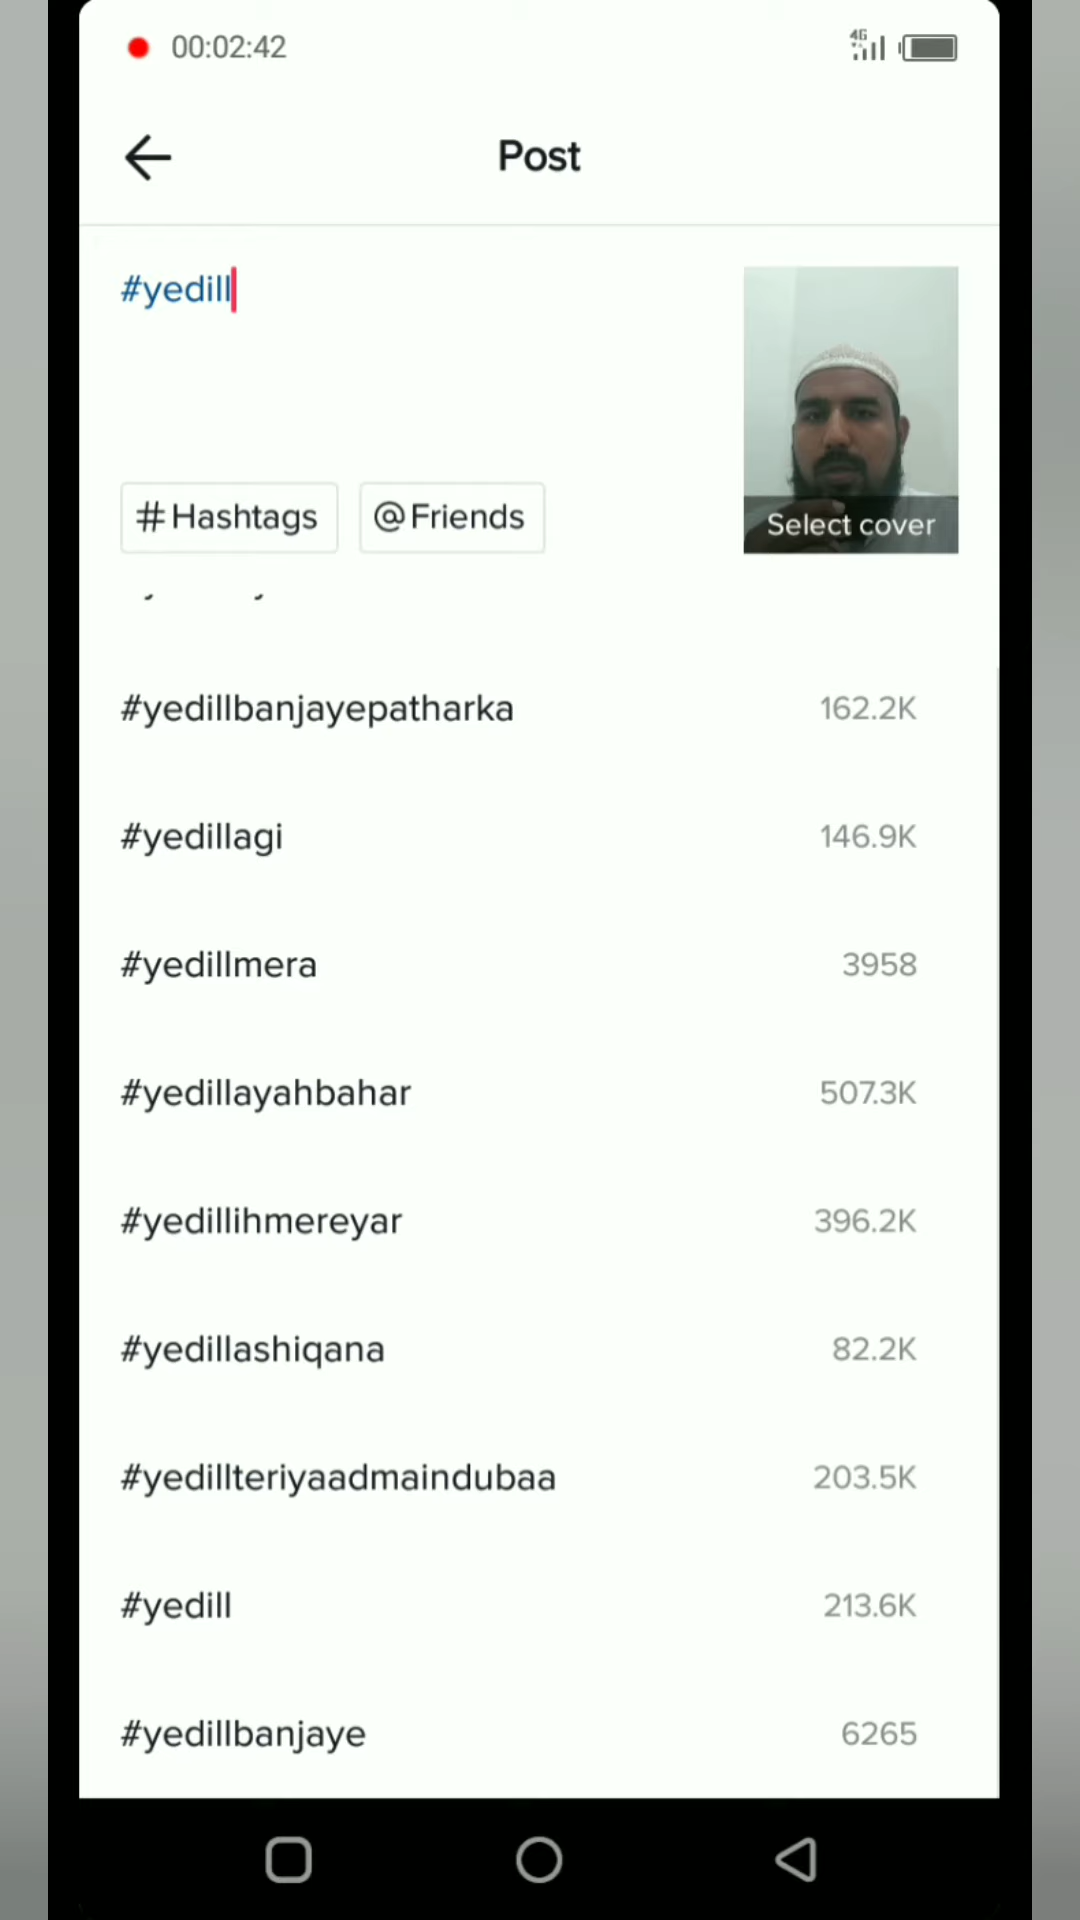 00:02:42
4G
Post
#yedill
Select cover
#Hashtags
@Friends
#yedillbanjayepatharka 162.2K
#yedillagi 146.9K
#yedillmera 3958
#yedillayahbahar 507.3K
#yedillihmereyar 396.2K
#yedillashiqana 82.2K
#yedillteriyaadmaindubaa 203.5K
#yedill 213.6K
#yedillbanjaye 6265